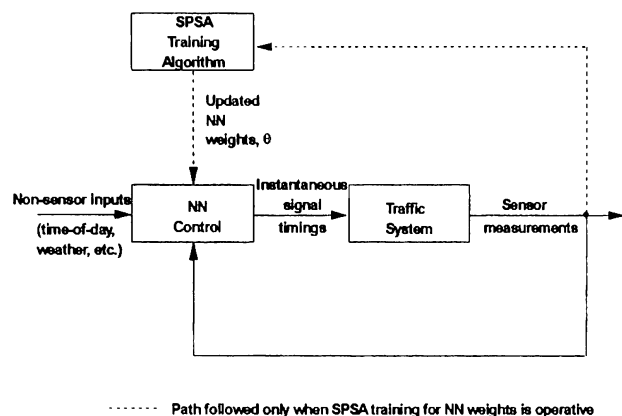 SPSA
Training
Algorithm
Updated
NN
weights, θ
Non-sensor inputs
(time-of-day,
weather, etc.)
NN
Control
Instantaneous
signal
timings
Traffic
System
Sensor
measurements
Path followed only when SPSA training for NN weights is operative